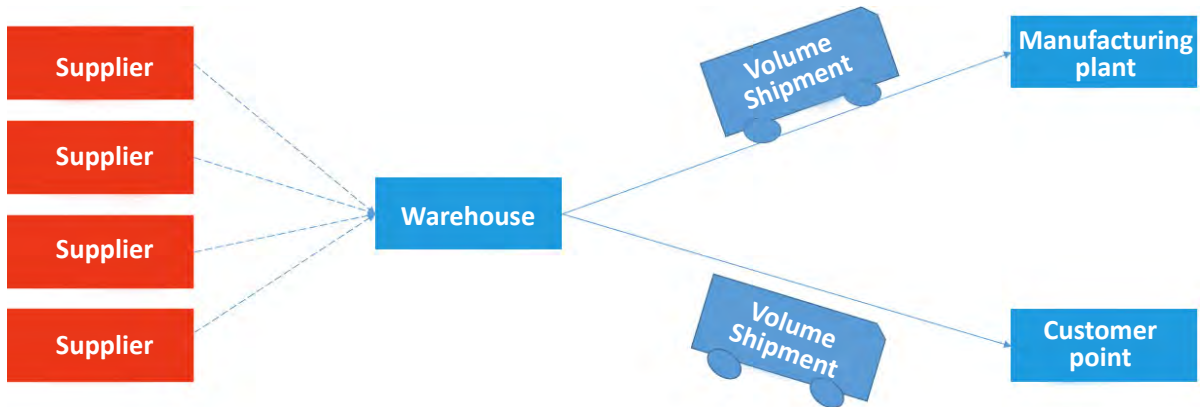 Supplier
Supplier
Supplier
Supplier
Warehouse
Volume
Shipment
Volume
Shipment
Manufacturing
plant
Customer
point